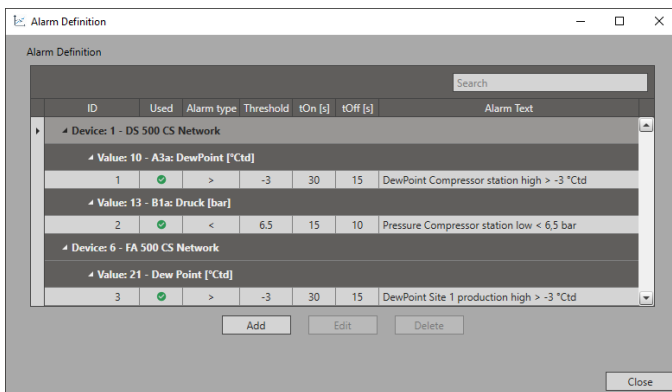 Alarm Definition
Alarm Definition
Search
ID Used Alarm type Threshold tOn [s] tOff [s] Alarm Text
Device: 1 - DS 500 CS Network
Value: 10 - A3a: DewPoint [°Ctd]
1 > -3 30 15 DewPoint Compressor station high > -3 °Ctd
Value: 13 - B1a: Druck [bar]
2 < 6.5 15 10 Pressure Compressor station low < 6,5 bar
Device: 6 - FA 500 CS Network
Value: 21 - Dew Point [°Ctd]
3 > -3 30 15 DewPoint Site 1 production high > -3 °Ctd
Add Edit Delete
Close